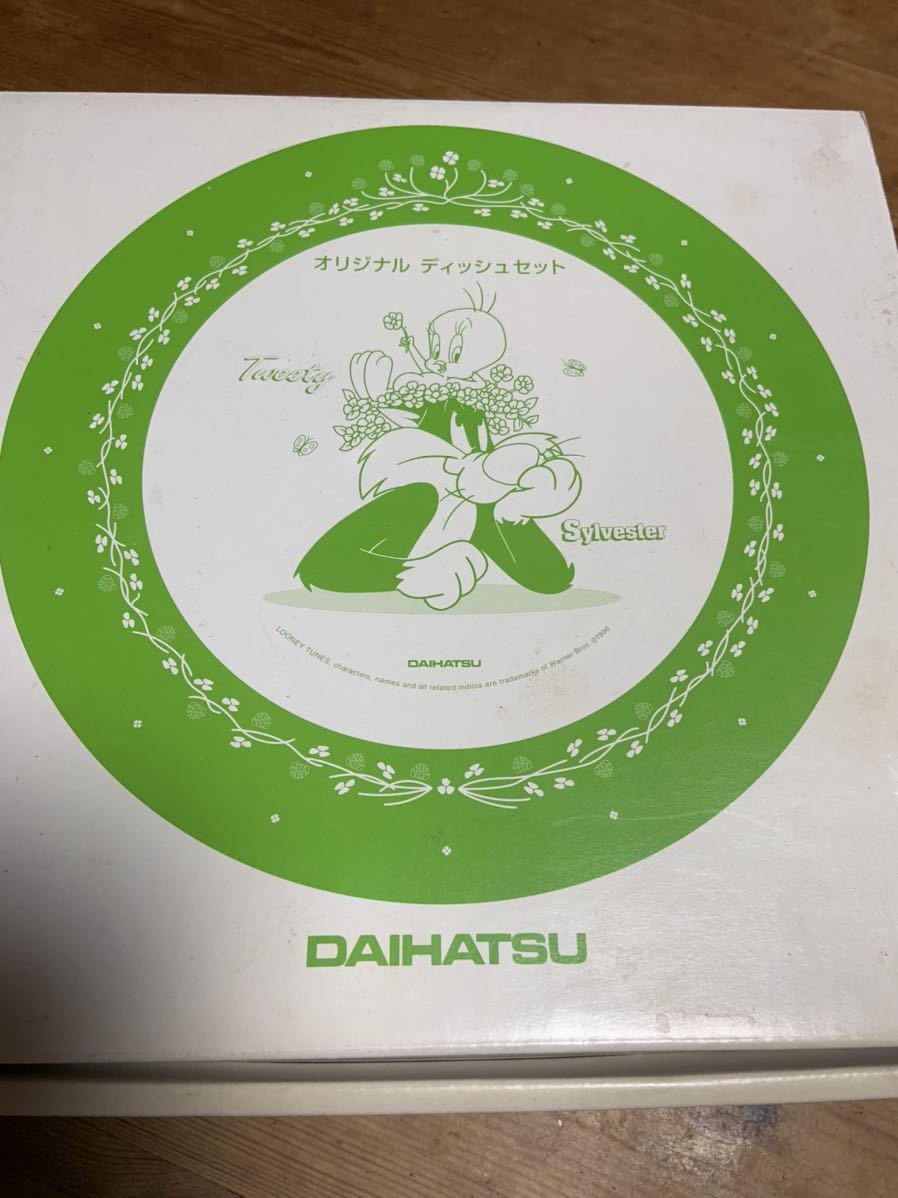 オリジナル ディッシュセット
Tweety
Sylvester
DAIHATSU
LOONEY TUNES, characters, names and all related indicia are trademarks of Warner Bros. ©1996
DAIHATSU